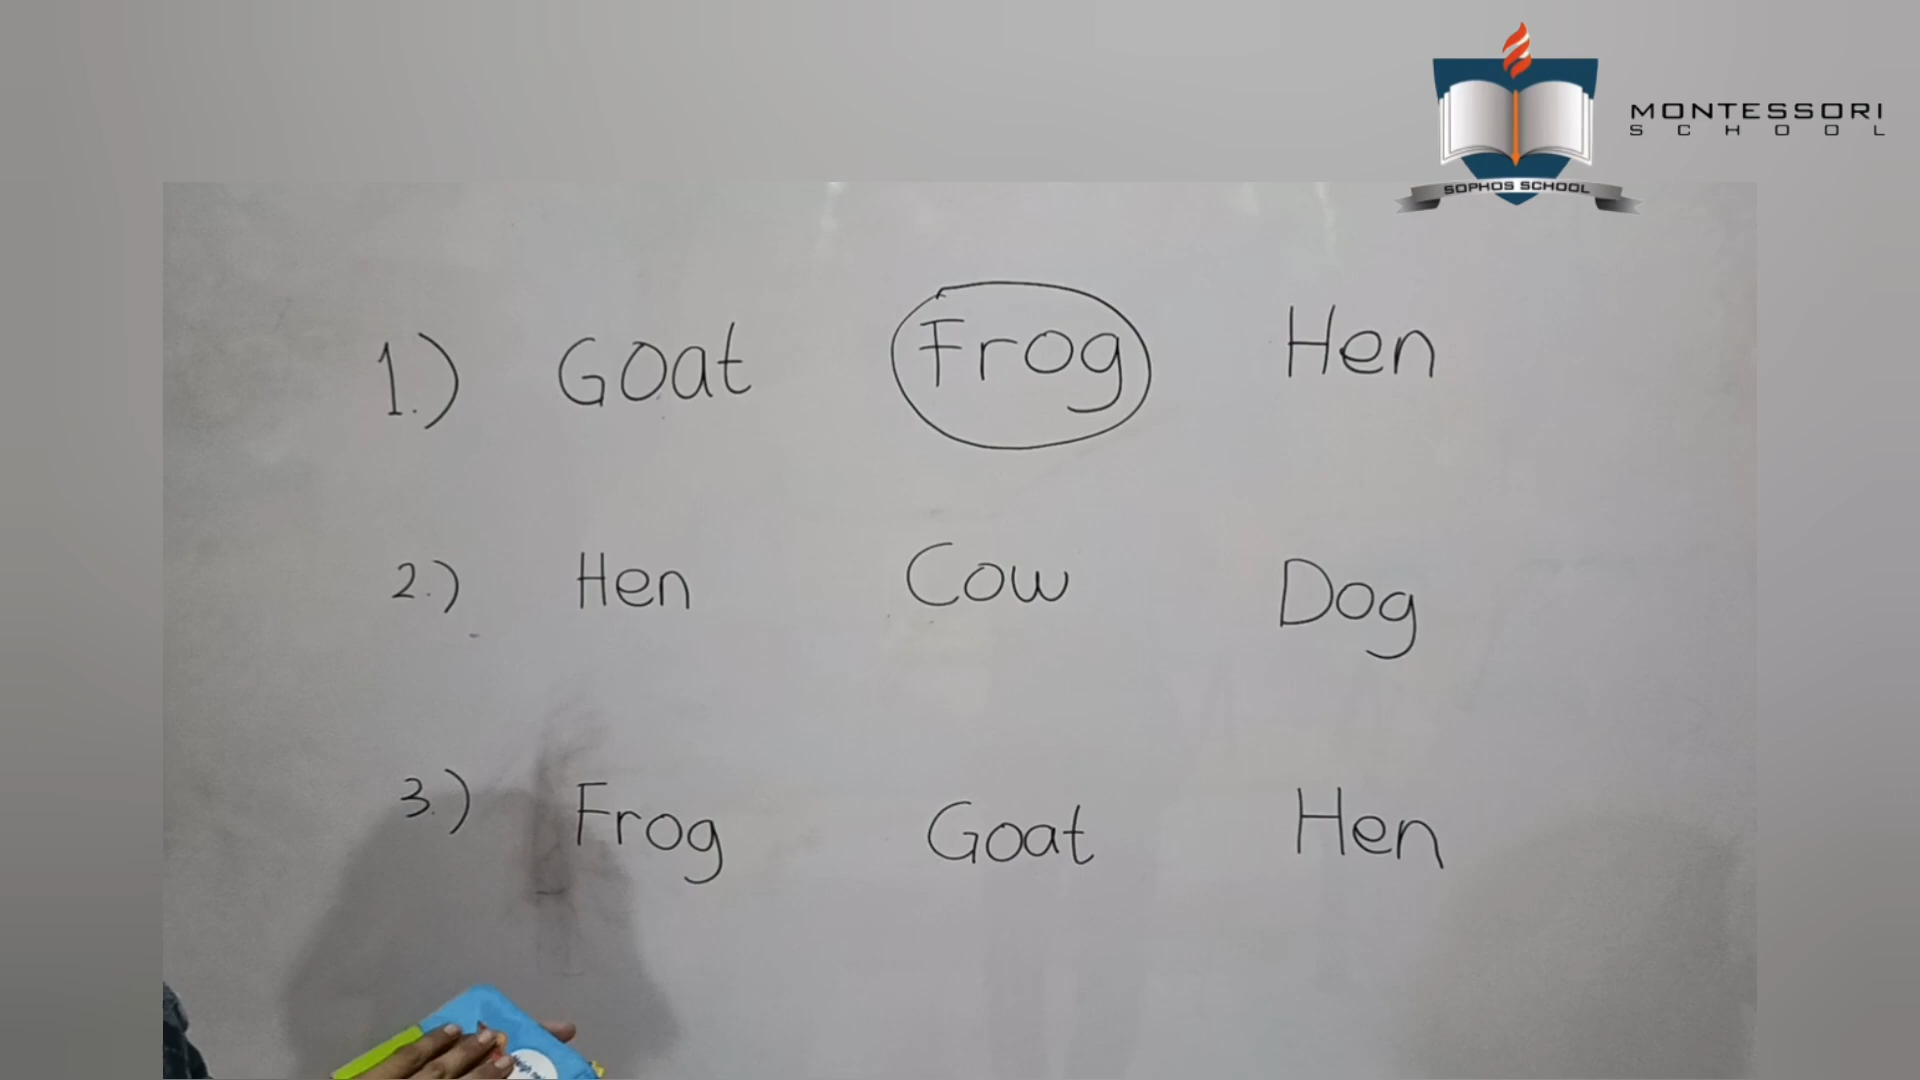 MONTESSORI
SCHOOL
SOPHOS SCHOOL
1.) Goat Frog Hen
2.) Hen Cow Dog
3.) Frog Goat Hen